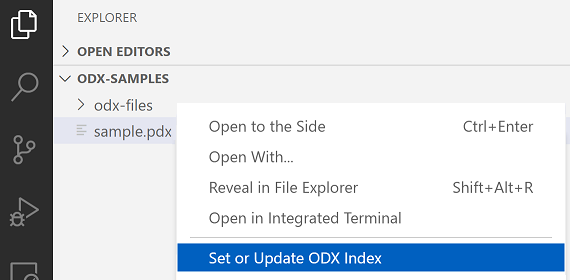 EXPLORER
OPEN EDITORS
ODX-SAMPLES
odx-files
sample.pdx
Open to the Side Ctrl+Enter
Open With...
Reveal in File Explorer Shift+Alt+R
Open in Integrated Terminal
Set or Update ODX Index